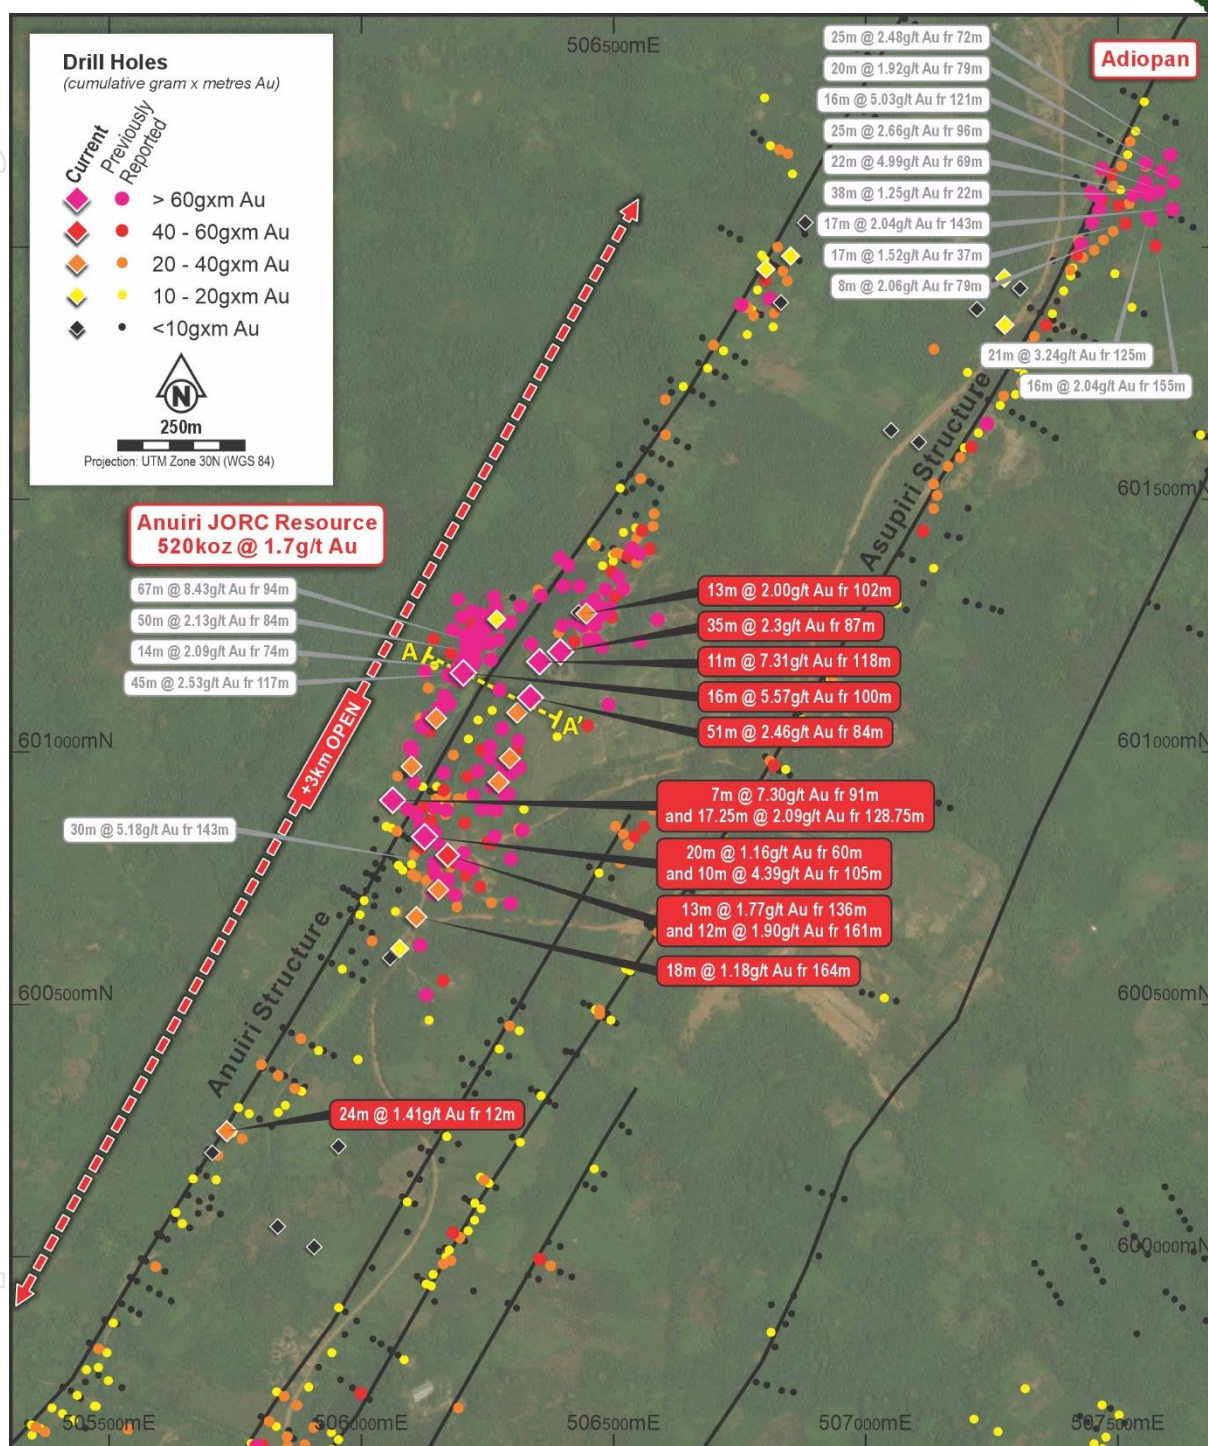 506500mE
Adiopan
Drill Holes
(cumulative gram x metres Au)
Current
Previously
Reported
> 60gxm Au
40 - 60gxm Au
20 - 40gxm Au
10 - 20gxm Au
<10gxm Au
N
250m
Projection: UTM Zone 30N (WGS 84)
25m @ 2.48g/t Au fr 72m
20m @ 1.92g/t Au fr 79m
16m @ 5.03g/t Au fr 121m
25m @ 2.66g/t Au fr 96m
22m @ 4.99g/t Au fr 69m
38m @ 1.25g/t Au fr 22m
17m @ 2.04g/t Au fr 143m
17m @ 1.52g/t Au fr 37m
8m @ 2.06g/t Au fr 79m
21m @ 3.24g/t Au fr 125m
16m @ 2.04g/t Au fr 155m
Asupiri Structure
601500mN
Anuiri JORC Resource
520koz @ 1.7g/t Au
67m @ 8.43g/t Au fr 94m
50m @ 2.13g/t Au fr 84m
14m @ 2.09g/t Au fr 74m
45m @ 2.53g/t Au fr 117m
A
A'
13m @ 2.00g/t Au fr 102m
35m @ 2.3g/t Au fr 87m
11m @ 7.31g/t Au fr 118m
16m @ 5.57g/t Au fr 100m
51m @ 2.46g/t Au fr 84m
601000mN
601000mN
+3km OPEN
7m @ 7.30g/t Au fr 91m
and 17.25m @ 2.09g/t Au fr 128.75m
30m @ 5.18g/t Au fr 143m
20m @ 1.16g/t Au fr 60m
and 10m @ 4.39g/t Au fr 105m
13m @ 1.77g/t Au fr 136m
and 12m @ 1.90g/t Au fr 161m
18m @ 1.18g/t Au fr 164m
600500mN
600500mN
Anuiri Structure
24m @ 1.41g/t Au fr 12m
600000mN
505500mE
506000mE
506500mE
507000mE
507500mE